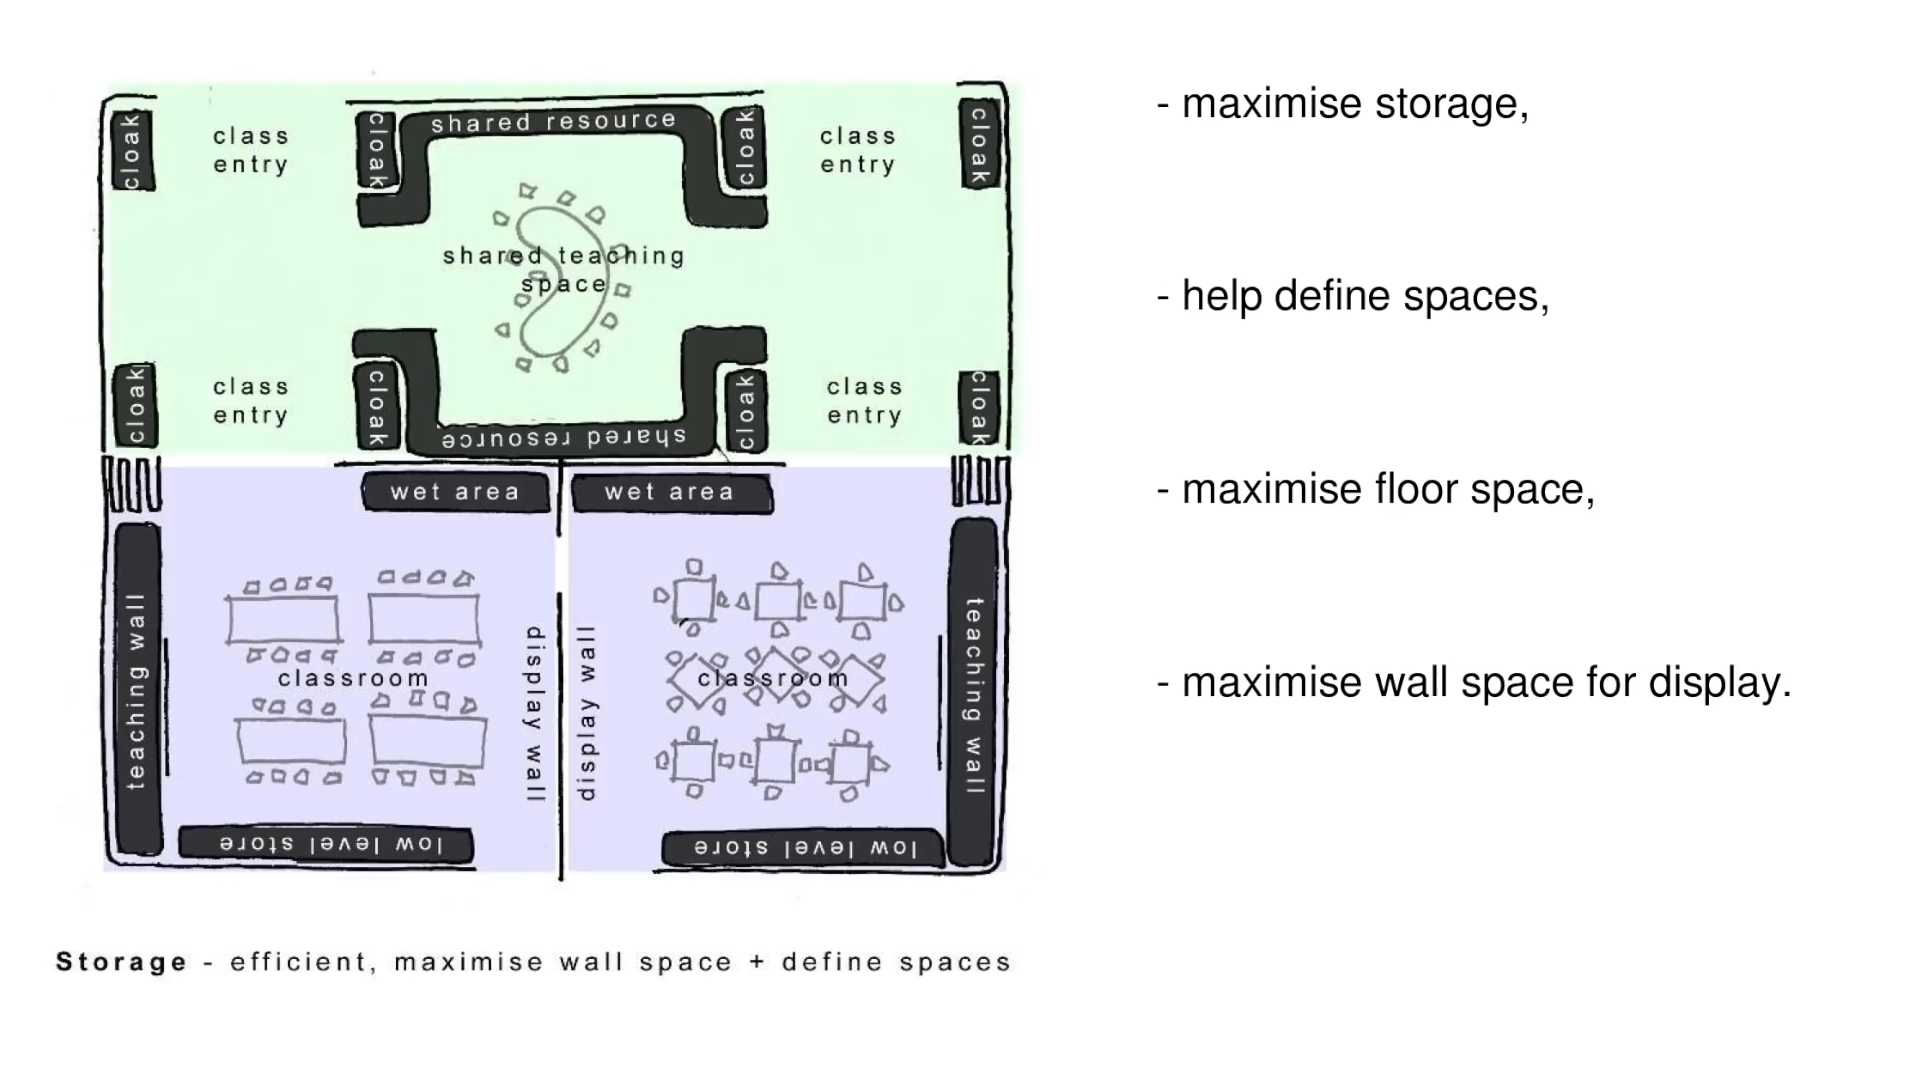 cloak
class
entry
cloak
shared resource
cloak
class
entry
cloak
shared teaching
space
cloak
class
entry
cloak
shared resource
cloak
class
entry
cloak
wet area
wet area
teaching wall
classroom
display wall
display wall
classroom
teaching wall
low level store
low level store
Storage - efficient, maximise wall space + define spaces
- maximise storage,
- help define spaces,
- maximise floor space,
- maximise wall space for display.